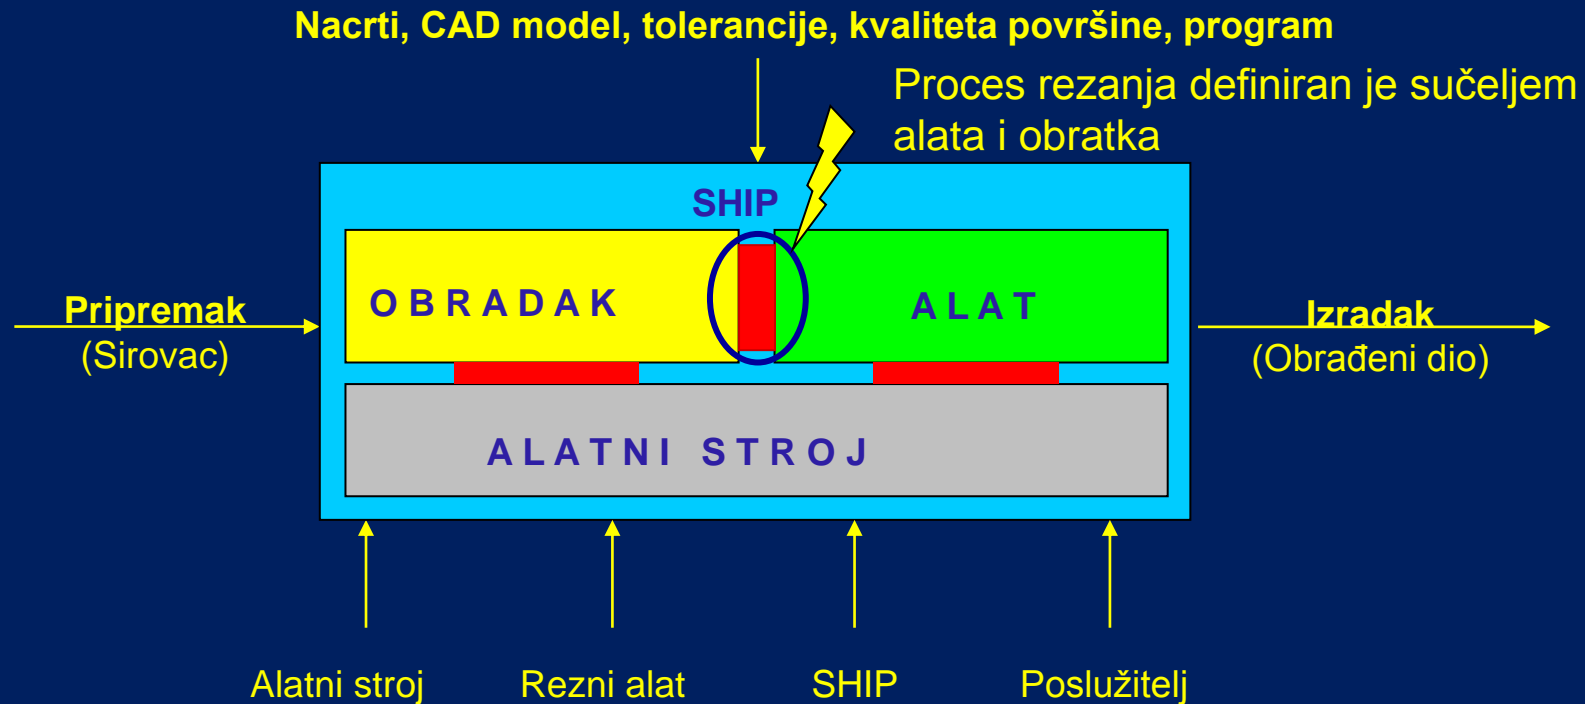 Nacrti, CAD model, tolerancije, kvaliteta površine, program
Proces rezanja definiran je sučeljem
alata i obratka
SHIP
OBRADAK
ALAT
Pripremak
(Sirovac)
Izradak
(Obrađeni dio)
ALATNI STROJ
Alatni stroj
Rezni alat
SHIP
Poslužitelj